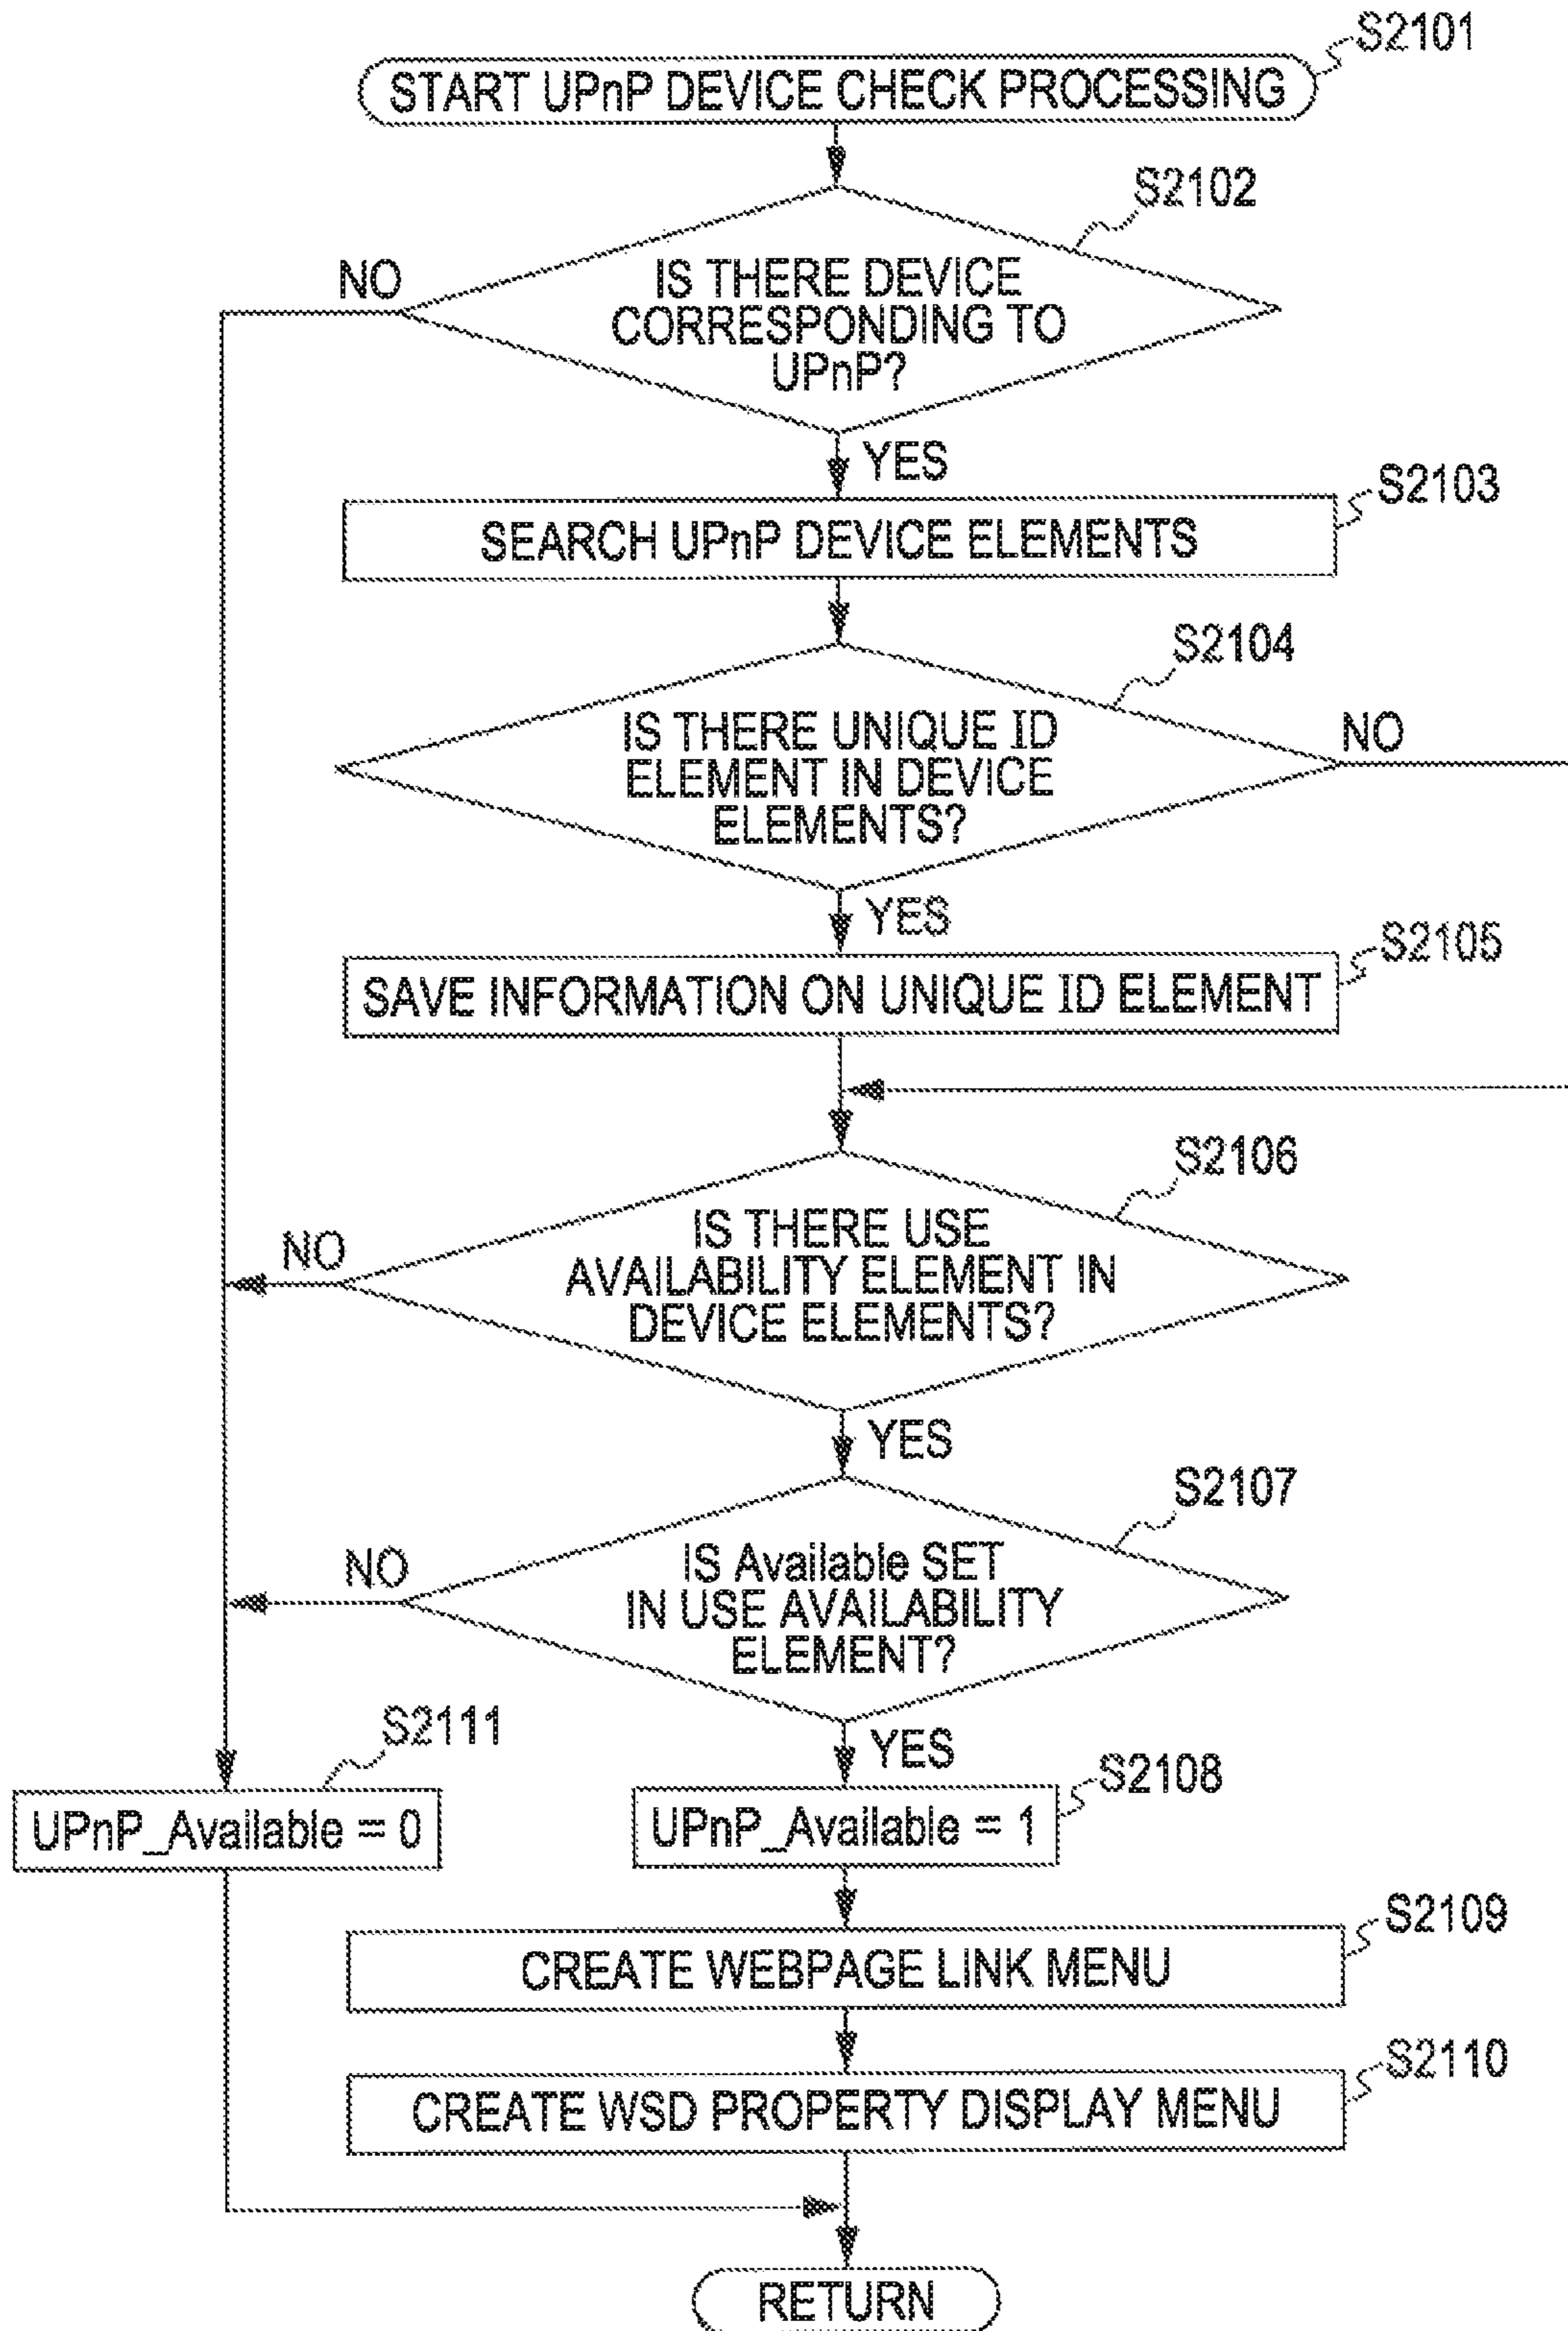 S2101
START UPnP DEVICE CHECK PROCESSING
S2102
NO
IS THERE DEVICE
CORRESPONDING TO
UPnP?
YES
S2103
SEARCH UPnP DEVICE ELEMENTS
S2104
IS THERE UNIQUE ID
ELEMENT IN DEVICE
ELEMENTS?
NO
YES
S2105
SAVE INFORMATION ON UNIQUE ID ELEMENT
S2106
NO
IS THERE USE
AVAILABILITY ELEMENT IN
DEVICE ELEMENTS?
YES
S2107
NO
IS Available SET
IN USE AVAILABILITY
ELEMENT?
S2111
YES
S2108
UPnP_Available = 0
UPnP_Available = 1
S2109
CREATE WEBPAGE LINK MENU
S2110
CREATE WSD PROPERTY DISPLAY MENU
RETURN